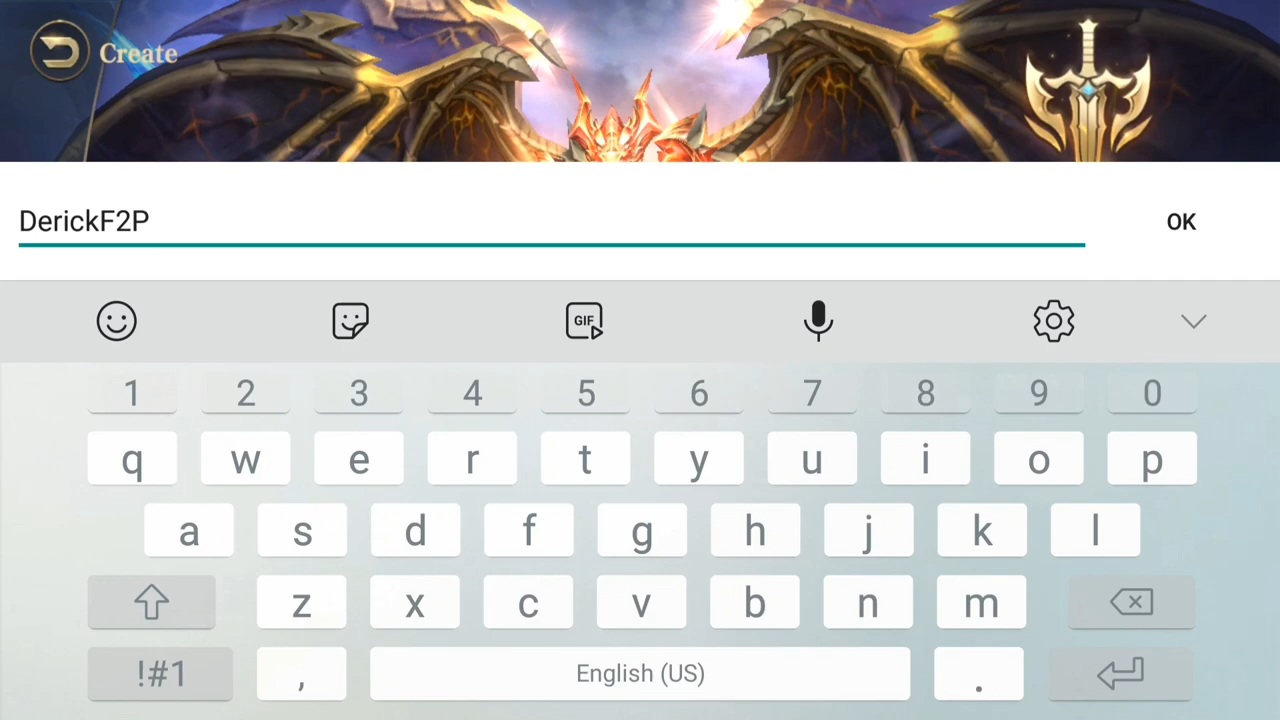 Create
DerickF2P
OK
GIF
1 2 3 4 5 6 7 8 9 0
q w e r t y u i o p
a s d f g h j k l
z x c v b n m
!#1 , English (US) .